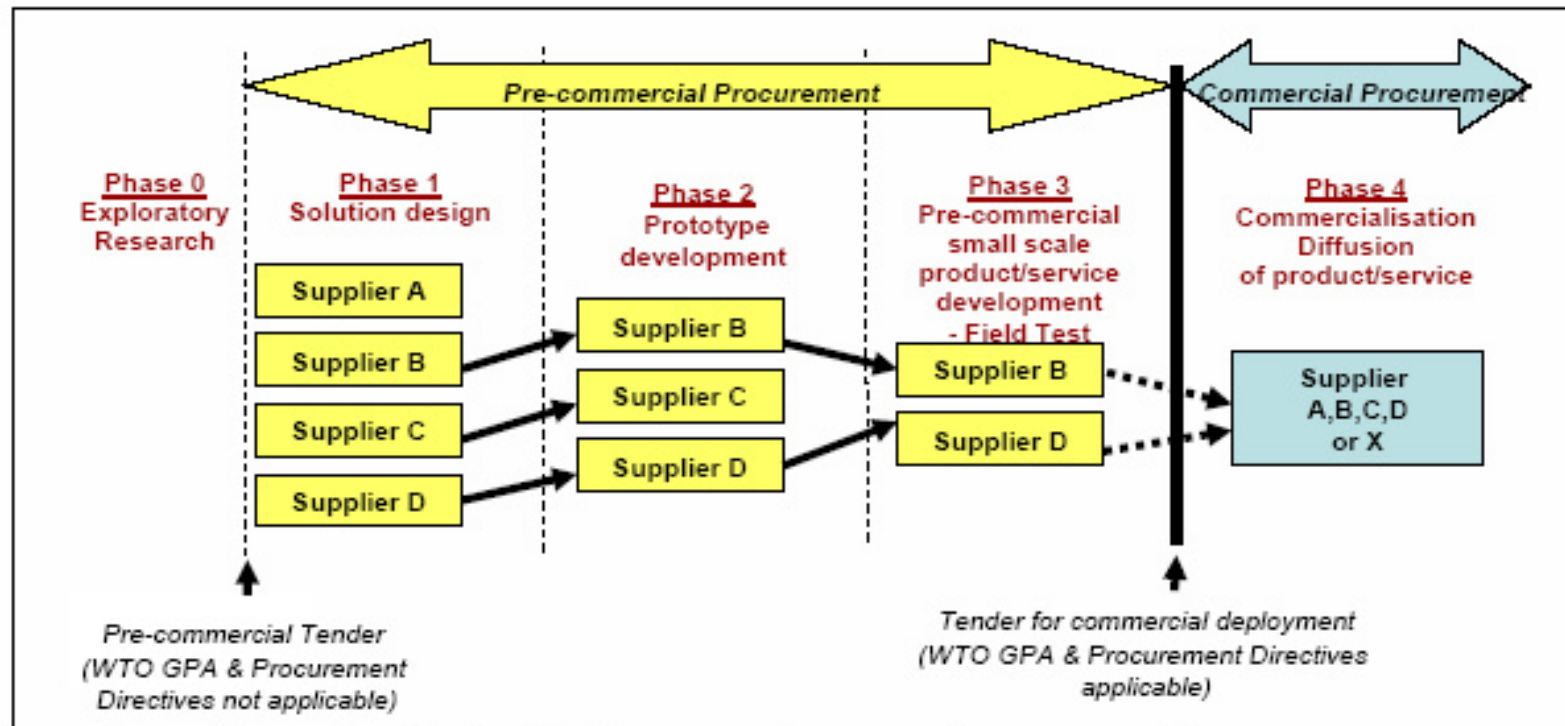 Pre-commercial Procurement
Commercial Procurement
Phase 0
Exploratory
Research
Phase 1
Solution design
Phase 2
Prototype
development
Phase 3
Pre-commercial
small scale
product/service
development
- Field Test
Phase 4
Commercialisation
Diffusion
of product/service
Supplier A
Supplier B
Supplier C
Supplier D
Supplier B
Supplier C
Supplier D
Supplier B
Supplier D
Supplier
A,B,C,D
or X
Pre-commercial Tender
(WTO GPA & Procurement
Directives not applicable)
Tender for commercial deployment
(WTO GPA & Procurement Directives
applicable)